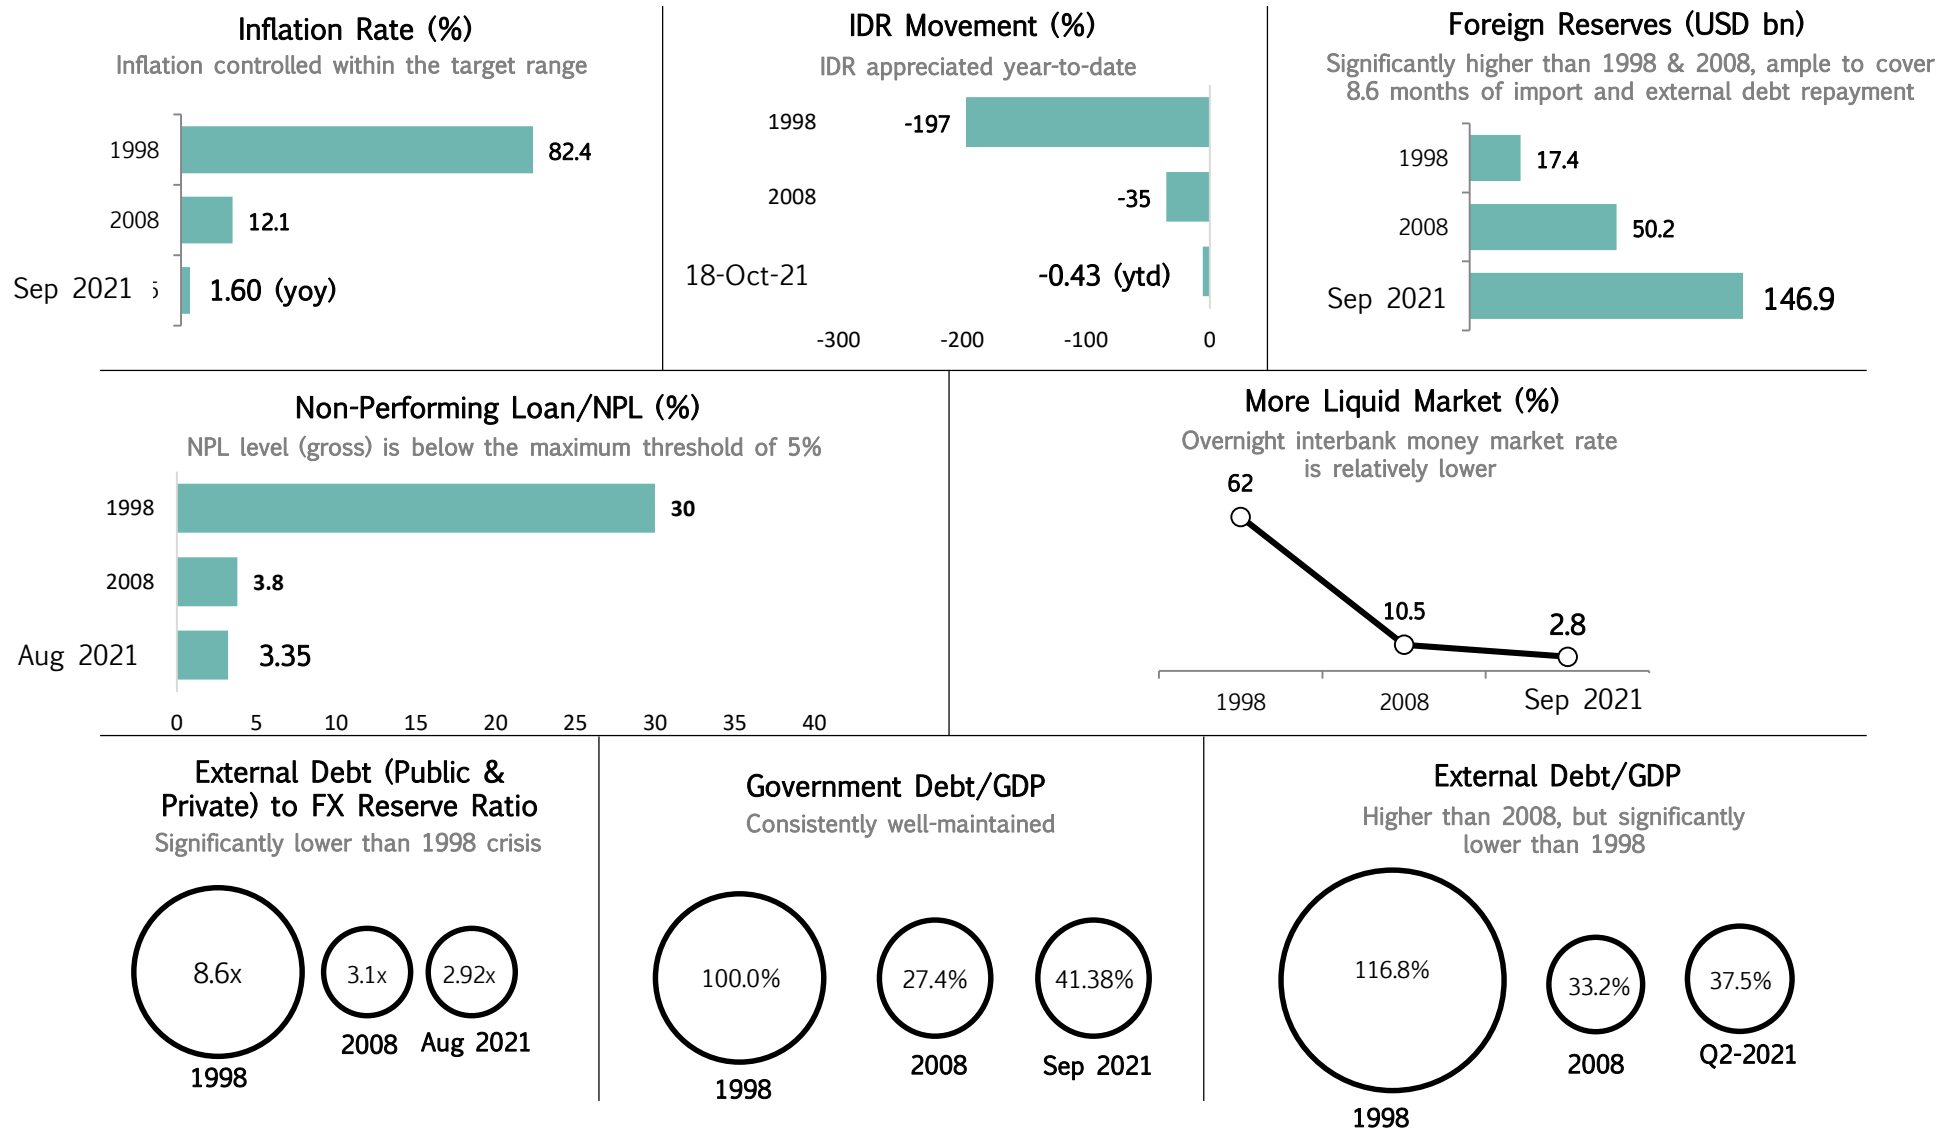 Inflation Rate (%)
Inflation controlled within the target range
1998
82.4
2008
12.1
Sep 2021
1.60 (yoy)
IDR Movement (%)
IDR appreciated year-to-date
1998
-197
2008
-35
18-Oct-21
-0.43 (ytd)
-300 -200 -100 0
Foreign Reserves (USD bn)
Significantly higher than 1998 & 2008, ample to cover
8.6 months of import and external debt repayment
1998
17.4
2008
50.2
Sep 2021
146.9
Non-Performing Loan/NPL (%)
NPL level (gross) is below the maximum threshold of 5%
1998
30
2008
3.8
Aug 2021
3.35
0 5 10 15 20 25 30 35 40
More Liquid Market (%)
Overnight interbank money market rate
is relatively lower
62
10.5
2.8
1998 2008 Sep 2021
External Debt (Public &
Private) to FX Reserve Ratio
Significantly lower than 1998 crisis
8.6x
3.1x
2.92x
1998
2008
Aug 2021
Government Debt/GDP
Consistently well-maintained
100.0%
27.4%
41.38%
1998
2008
Sep 2021
External Debt/GDP
Higher than 2008, but significantly
lower than 1998
116.8%
33.2%
37.5%
1998
2008
Q2-2021